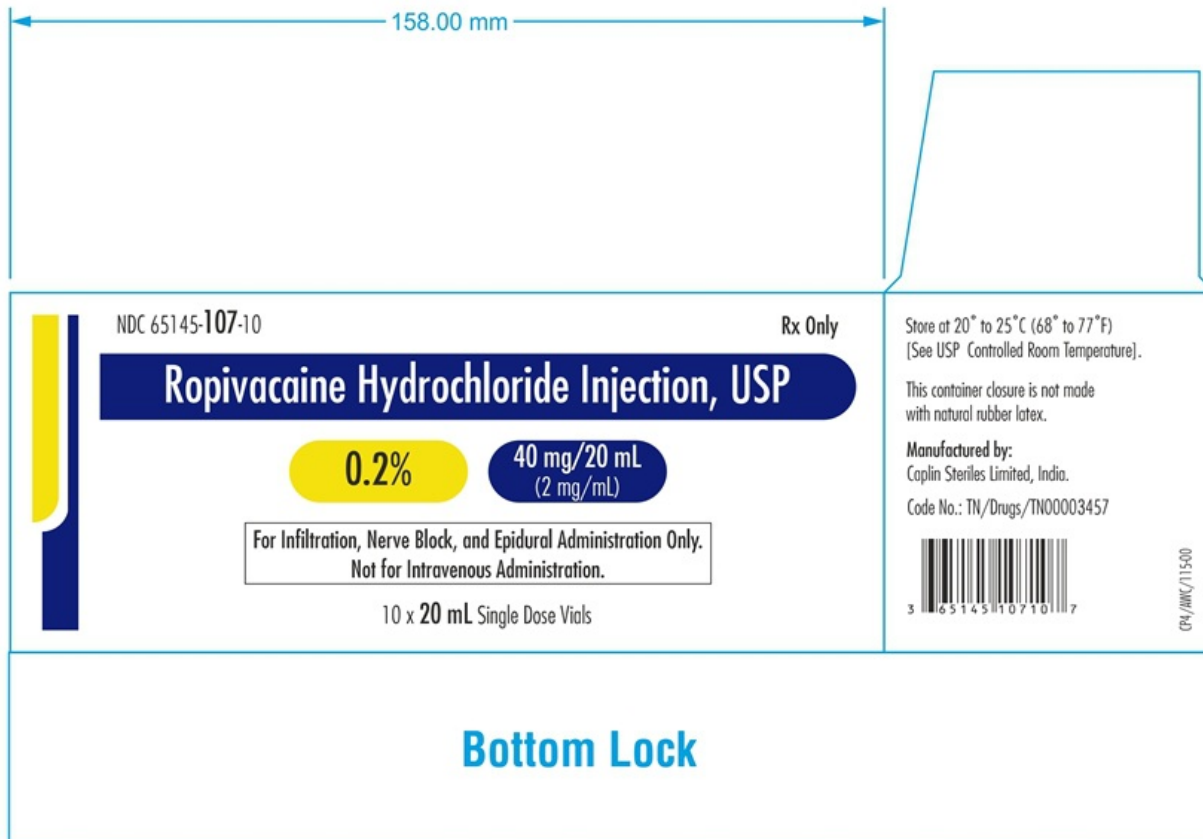 158.00 mm
NDC 65145-107-10
Rx Only
Ropivacaine Hydrochloride Injection, USP
0.2%
40 mg/20 mL
(2 mg/mL)
For Infiltration, Nerve Block, and Epidural Administration Only.
Not for Intravenous Administration.
10 x 20 mL Single Dose Vials
Store at 20˚ to 25˚C (68˚ to 77˚F)
[See USP Controlled Room Temperature].
This container closure is not made
with natural rubber latex.
Manufactured by:
Caplin Steriles Limited, India.
Code No.: TN/Drugs/TN00003457
3 65145 10710 7
CP4/AWC/115-00
Bottom Lock